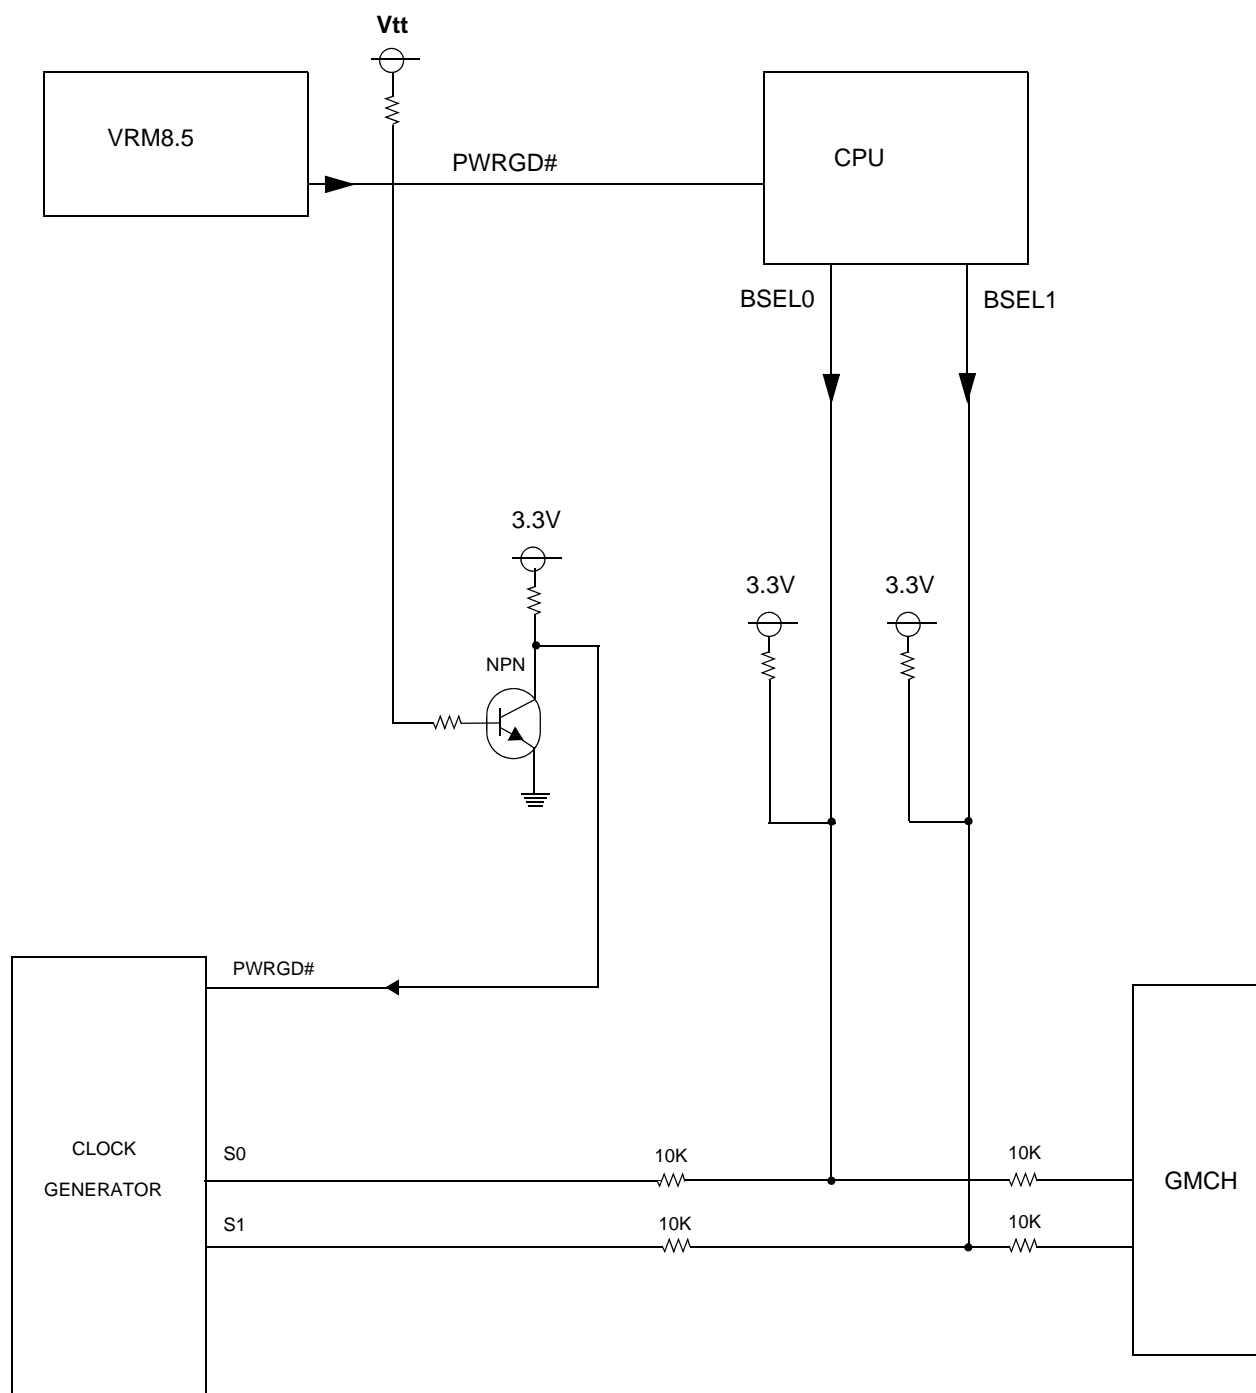 Vtt
VRM8.5
PWRGD#
CPU
BSEL0
BSEL1
3.3V
3.3V
3.3V
NPN
PWRGD#
CLOCK
GENERATOR
S0
10K
10K
GMCH
S1
10K
10K